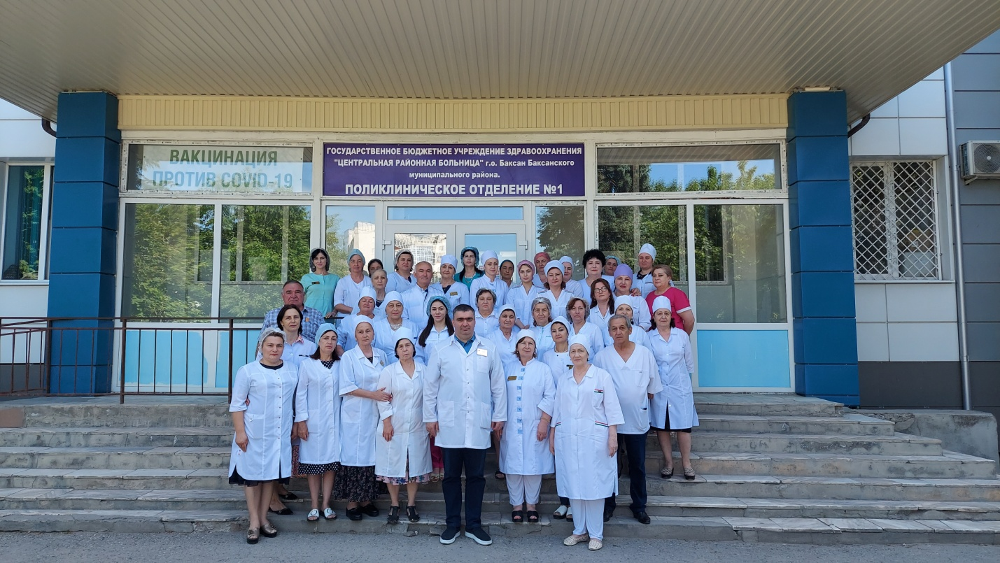 ВАКЦИНАЦИЯ
ПРОТИВ COVID-19
ГОСУДАРСТВЕННОЕ БЮДЖЕТНОЕ УЧРЕЖДЕНИЕ ЗДРАВООХРАНЕНИЯ
"ЦЕНТРАЛЬНАЯ РАЙОННАЯ БОЛЬНИЦА" г.о. Баксан Баксанского
муниципального района.
ПОЛИКЛИНИЧЕСКОЕ ОТДЕЛЕНИЕ №1